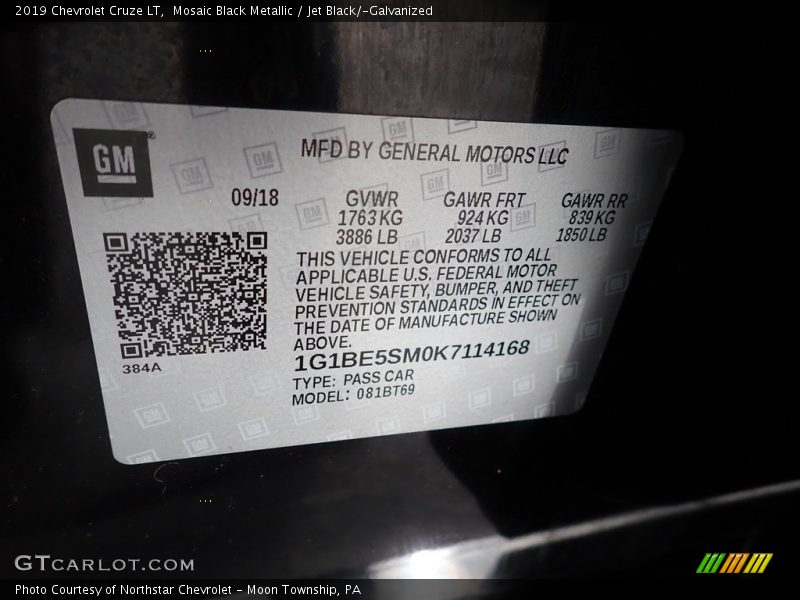 2019 Chevrolet Cruze LT,  Mosaic Black Metallic / Jet Black/-Galvanized
GM
MFD BY GENERAL MOTORS LLC
09/18
GVWR GAWR FRT GAWR RR
1763 KG 924 KG 839 KG
3886 LB 2037 LB 1850 LB
THIS VEHICLE CONFORMS TO ALL
APPLICABLE U.S. FEDERAL MOTOR
VEHICLE SAFETY, BUMPER, AND THEFT
PREVENTION STANDARDS IN EFFECT ON
THE DATE OF MANUFACTURE SHOWN
ABOVE.
384A
1G1BE5SM0K7114168
TYPE: PASS CAR
MODEL: 081BT69
GTCARLOT.COM
Photo Courtesy of Northstar Chevrolet - Moon Township, PA